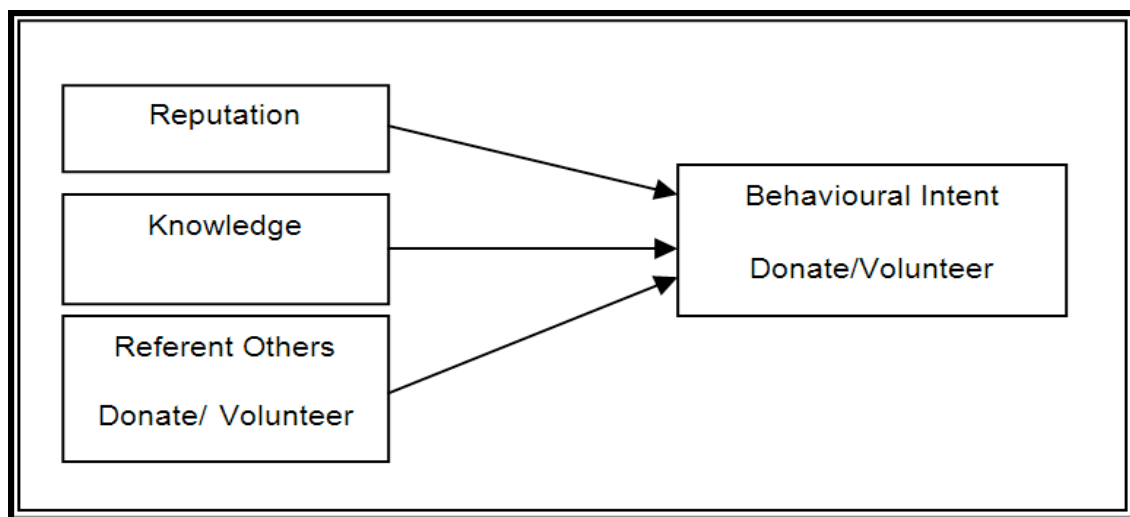 Reputation
Knowledge
Referent Others
Donate/ Volunteer
Behavioural Intent
Donate/Volunteer